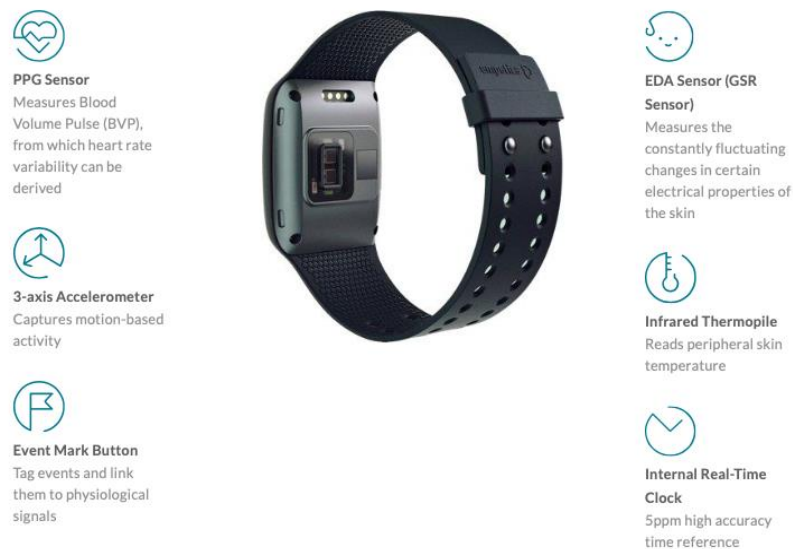 PPG Sensor
Measures Blood
Volume Pulse (BVP),
from which heart rate
variability can be
derived
3-axis Accelerometer
Captures motion-based
activity
Event Mark Button
Tag events and link
them to physiological
signals
empatica
EDA Sensor (GSR
Sensor)
Measures the
constantly fluctuating
changes in certain
electrical properties of
the skin
Infrared Thermopile
Reads peripheral skin
temperature
Internal Real-Time
Clock
5ppm high accuracy
time reference